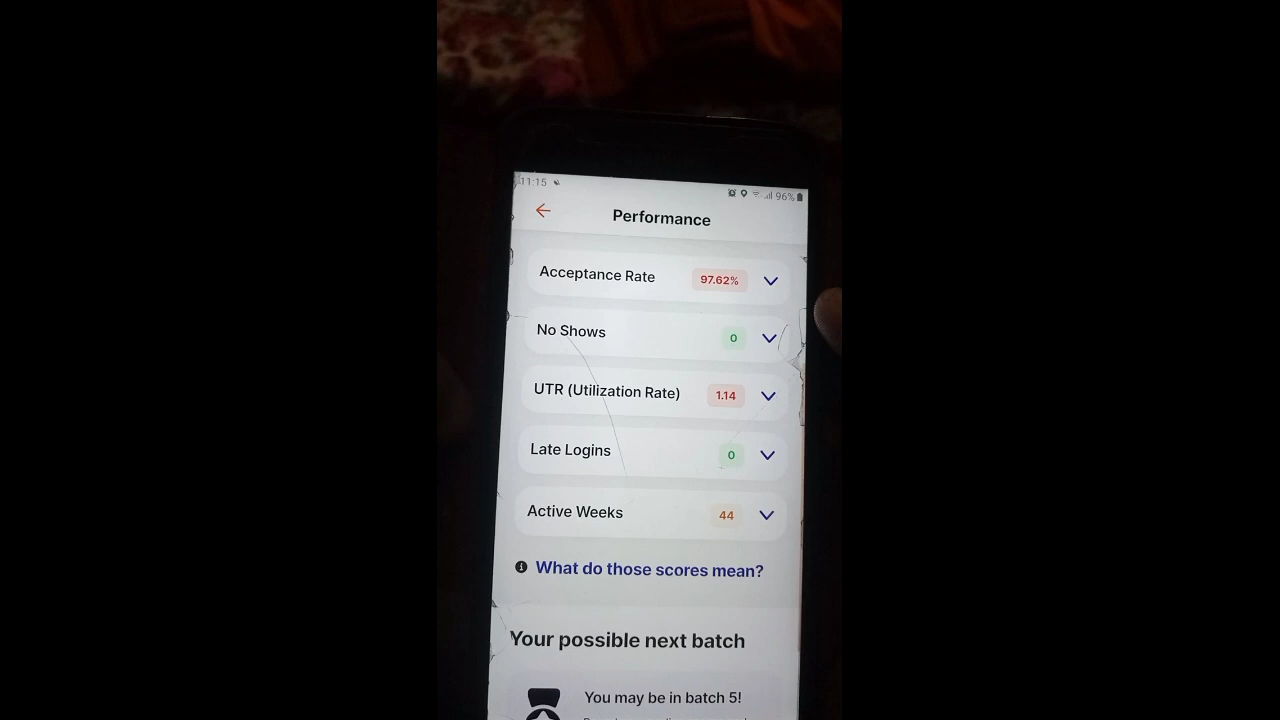 11:15 96%
Performance
Acceptance Rate 97.62%
No Shows 0
UTR (Utilization Rate) 1.14
Late Logins 0
Active Weeks 44
What do those scores mean?
Your possible next batch
You may be in batch 5!